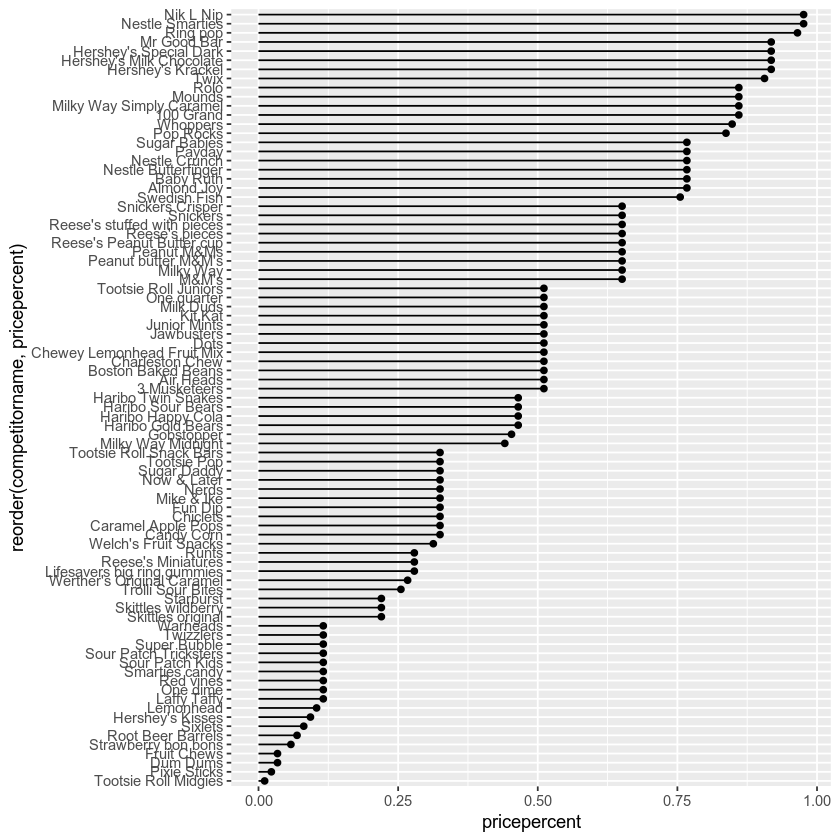 Nik L Nip
Nestle Smarties
Ring pop
Mr Good Bar
Hershey's Special Dark
Hershey's Milk Chocolate
Hershey's Krackel
Twix
Rolo
Mounds
Milky Way Simply Caramel
100 Grand
Whoppers
Pop Rocks
Sugar Babies
Payday
Nestle Crunch
Nestle Butterfinger
Baby Ruth
Almond Joy
Swedish Fish
Snickers Crisper
Snickers
Reese's stuffed with pieces
Reese's pieces
Reese's Peanut Butter cup
Peanut M&Ms
Peanut butter M&M's
Milky Way
M&M's
Tootsie Roll Juniors
One quarter
Milk Duds
Kit Kat
Junior Mints
Jawbusters
Dots
Chewey Lemonhead Fruit Mix
Charleston Chew
Boston Baked Beans
Air Heads
3 Musketeers
Haribo Twin Snakes
Haribo Sour Bears
Haribo Happy Cola
Haribo Gold Bears
Gobstopper
Milky Way Midnight
Tootsie Roll Snack Bars
Tootsie Pop
Sugar Daddy
Now & Later
Nerds
Mike & Ike
Fun Dip
Chiclets
Caramel Apple Pops
Candy Corn
Welch's Fruit Snacks
Runts
Reese's Miniatures
Lifesavers big ring gummies
Werther's Original Caramel
Trolli Sour Bites
Starburst
Skittles wildberry
Skittles original
Warheads
Twizzlers
Super Bubble
Sour Patch Tricksters
Sour Patch Kids
Smarties candy
Red vines
One dime
Laffy Taffy
Lemonhead
Hershey's Kisses
Sixlets
Root Beer Barrels
Strawberry bon bons
Fruit Chews
Dum Dums
Pixie Sticks
Tootsie Roll Midgies
reorder(competitorname, pricepercent)
0.00 0.25 0.50 0.75 1.00
pricepercent